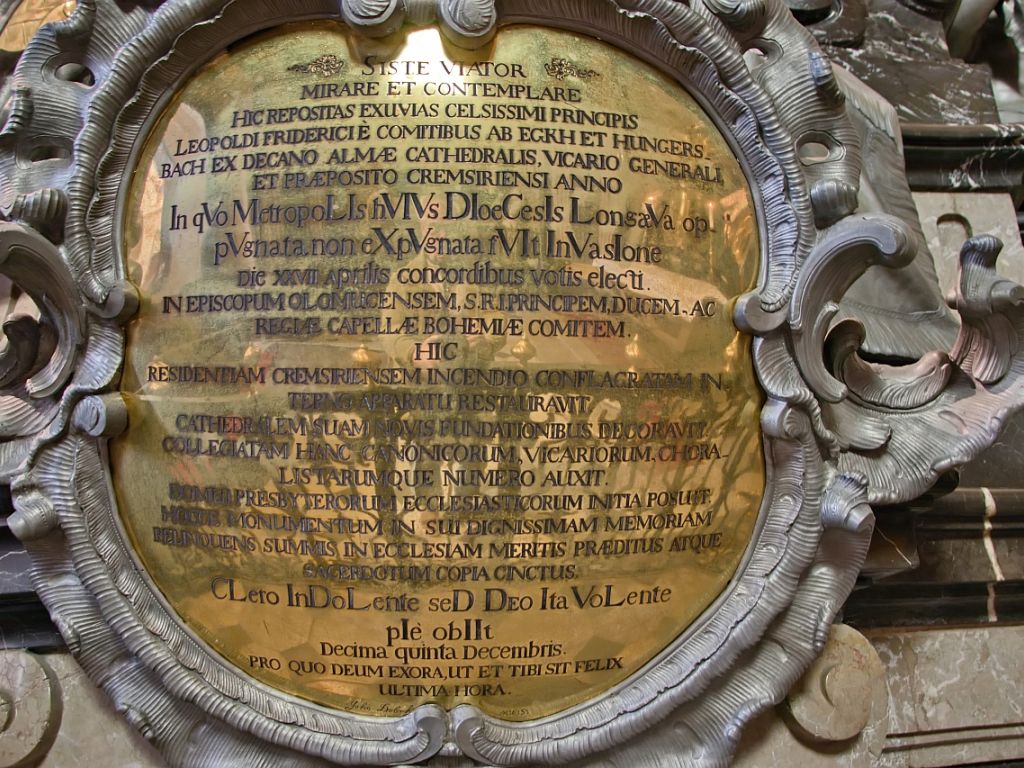 SISTE VIATOR
MIRARE ET CONTEMPLARE
HIC REPOSITAS EXUVIAS CELSISSIMI PRINCIPIS
LEOPOLDI FRIDERICI È COMITIBUS AB EGKH ET HUNGERS-
BACH EX DECANO ALMÆ CATHEDRALIS, VICARIO GENERALI,
ET PRÆPOSITO CREMSIRIENSI ANNO
In qVo MetropoLIs hVIVs DIoeCesIs LongaVa op-
pVgnata non eXpVgnata fVIt InVasIone
Die XXVII Aprilis concordibus votis electi.
IN EPISCOPUM OLOMUCENSEM, S.R.I. PRINCIPEM, DUCEM, AC
REGIÆ CAPELLÆ BOHEMIÆ COMITEM.
HIC
RESIDENTIAM CREMSIRIENSEM INCENDIO CONFLAGRATAM IN-
TERNO APPARATU RESTAURAVIT.
CATHEDRALEM SUAM NOVIS FUNDATIONIBUS DECORAVIT.
COLLEGIATAM HANC CANONICORUM, VICARIORUM, CHORA-
LISTARUMQUE NUMERO AUXIT.
DOMUI PRESBYTERORUM ECCLESIASTICORUM INITIA POSUIT.
MONUMENTUM IN SUI DIGNISSIMAM MEMORIAM
RELINQUENS SUMMIS IN ECCLESIAM MERITIS PRÆDITUS ATQUE
SACERDOTUM COPIA CINCTUS.
CLero InDoLente seD Deo Ita VoLente
pIè obIIt
Decima quinta Decembris.
PRO QUO DEUM EXORA, UT ET TIBI SIT FELIX
ULTIMA HORA.